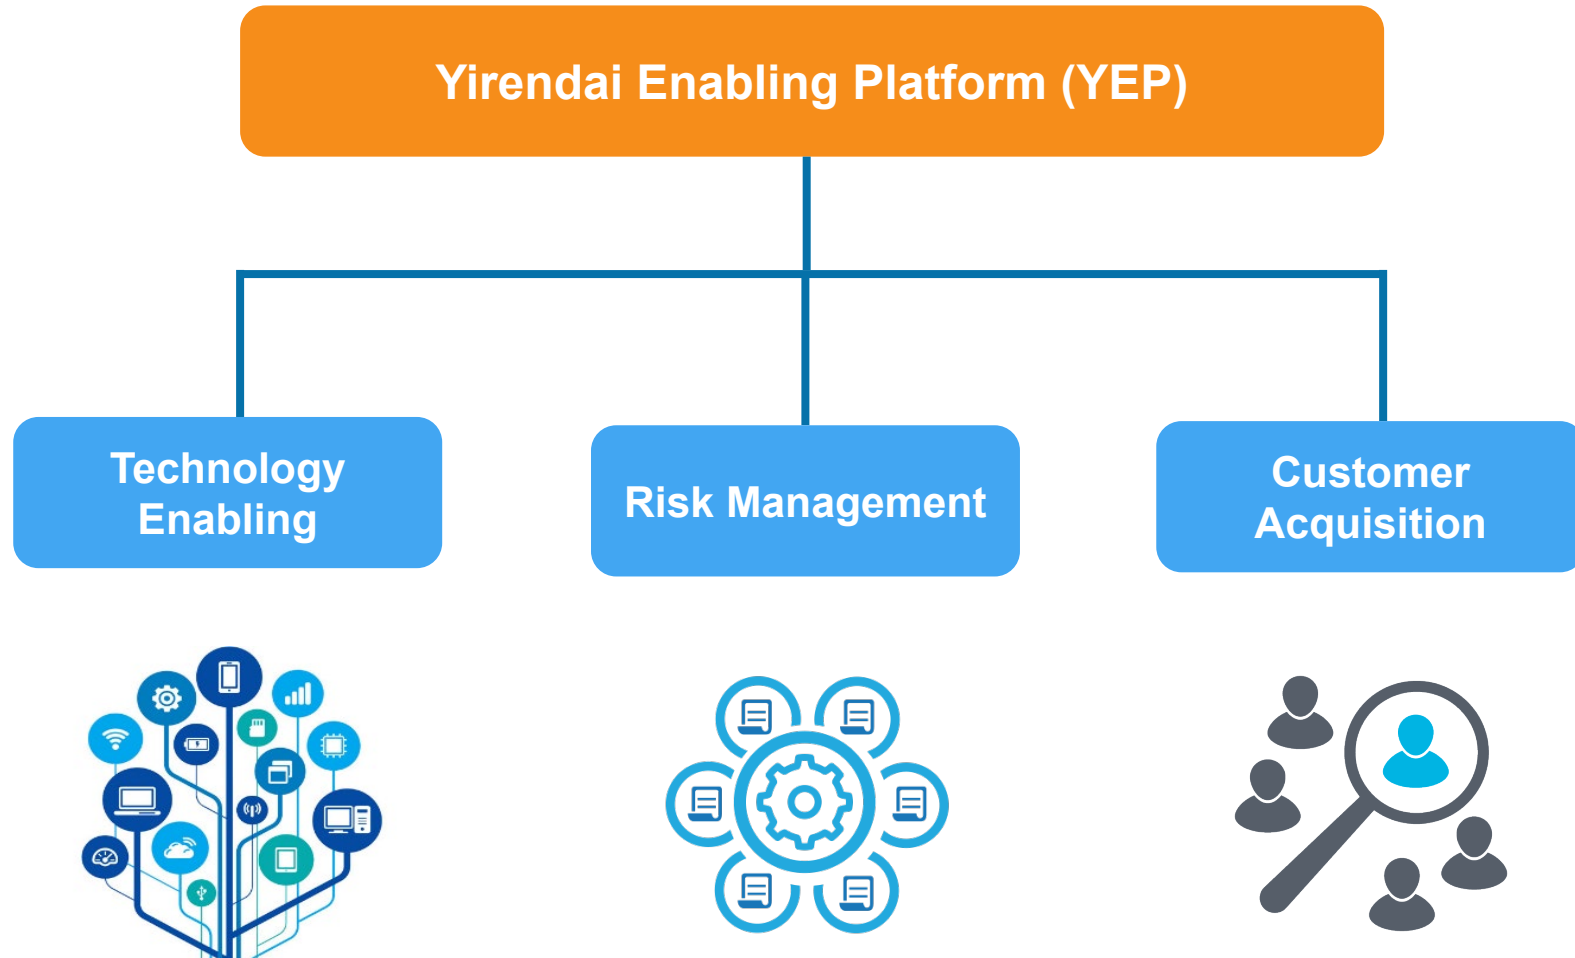 Yirendai Enabling Platform (YEP)
Technology
Enabling
Risk Management
Customer
Acquisition